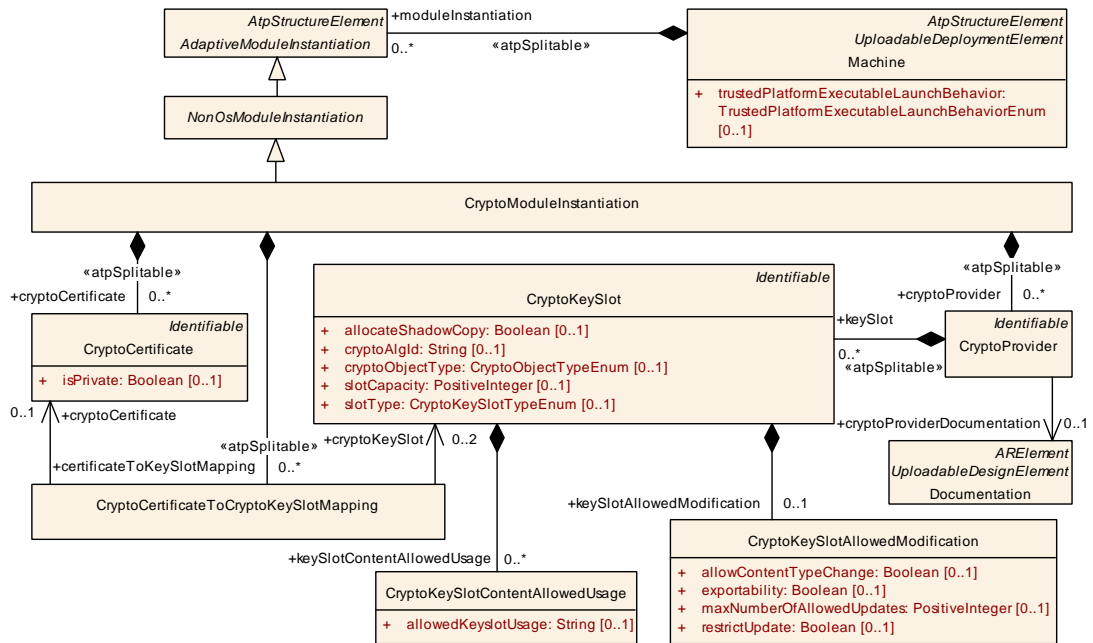 AtpStructureElement
AdaptiveModuleInstantiation
+moduleInstantiation
0..*
«atpSplitable»
AtpStructureElement
UploadableDeploymentElement
Machine
+ trustedPlatformExecutableLaunchBehavior:
TrustedPlatformExecutableLaunchBehaviorEnum
[0..1]
NonOsModuleInstantiation
CryptoModuleInstantiation
«atpSplitable»
+cryptoCertificate
0..*
«atpSplitable»
+cryptoProvider
0..*
Identifiable
CryptoKeySlot
+ allocateShadowCopy: Boolean [0..1]
+ cryptoAlgId: String [0..1]
+ cryptoObjectType: CryptoObjectTypeEnum [0..1]
+ slotCapacity: PositiveInteger [0..1]
+ slotType: CryptoKeySlotTypeEnum [0..1]
+keySlot
0..*
«atpSplitable»
Identifiable
CryptoProvider
Identifiable
CryptoCertificate
+ isPrivate: Boolean [0..1]
0..1
+cryptoCertificate
«atpSplitable»
+certificateToKeySlotMapping
0..*
+cryptoKeySlot
0..2
+cryptoProviderDocumentation
0..1
ARElement
UploadableDesignElement
Documentation
CryptoCertificateToCryptoKeySlotMapping
+keySlotAllowedModification
0..1
+keySlotContentAllowedUsage
0..*
CryptoKeySlotAllowedModification
+ allowContentTypeChange: Boolean [0..1]
+ exportability: Boolean [0..1]
+ maxNumberOfAllowedUpdates: PositiveInteger [0..1]
+ restrictUpdate: Boolean [0..1]
CryptoKeySlotContentAllowedUsage
+ allowedKeyslotUsage: String [0..1]